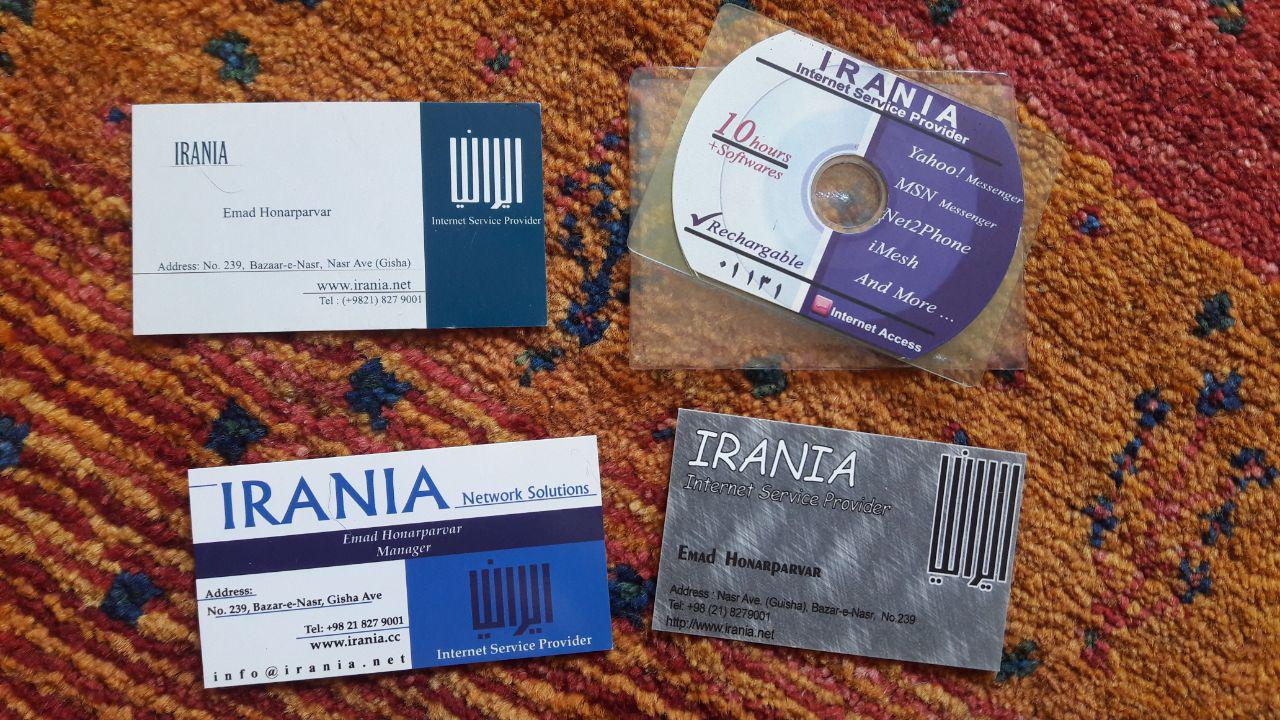 IRANIA
Emad Honarparvar
Address: No. 239, Bazaar-e-Nasr, Nasr Ave (Gisha)
www.irania.net
Tel : (+9821) 827 9001
ایرانیا
Internet Service Provider
IRANIA
Internet Service Provider
10 hours
+Softwares
Yahoo! Messenger
MSN Messenger
Net2Phone
iMesh
And More ...
✓Rechargable
۰۱۱۳۱
Internet Access
IRANIA Network Solutions
Emad Honarparvar
Manager
Address:
No. 239, Bazar-e-Nasr, Gisha Ave
Tel: +98 21 827 9001
www.irania.cc
info@irania.net
ایرانیا
Internet Service Provider
IRANIA
Internet Service Provider
ایرانیا
Emad Honarparvar
Address : Nasr Ave. (Guisha), Bazar-e-Nasr, No.239
Tel: +98 (21) 8279001
http://www.irania.net